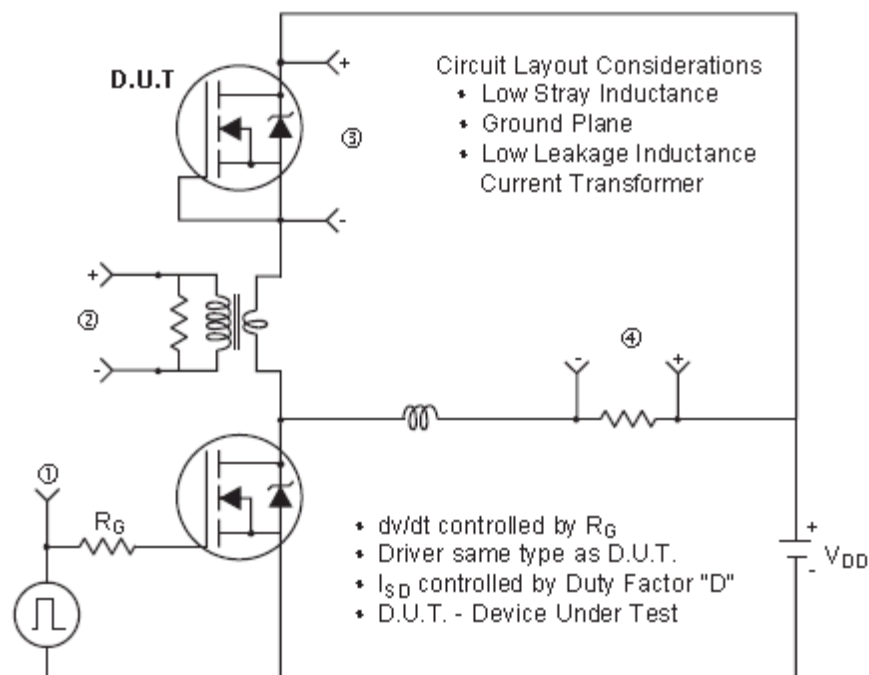 D.U.T
+
-
③
Circuit Layout Considerations
• Low Stray Inductance
• Ground Plane
• Low Leakage Inductance
Current Transformer
+
②
-
④
-
+
①
RG
• dv/dt controlled by RG
• Driver same type as D.U.T.
• ISD controlled by Duty Factor "D"
• D.U.T. - Device Under Test
+
-
VDD